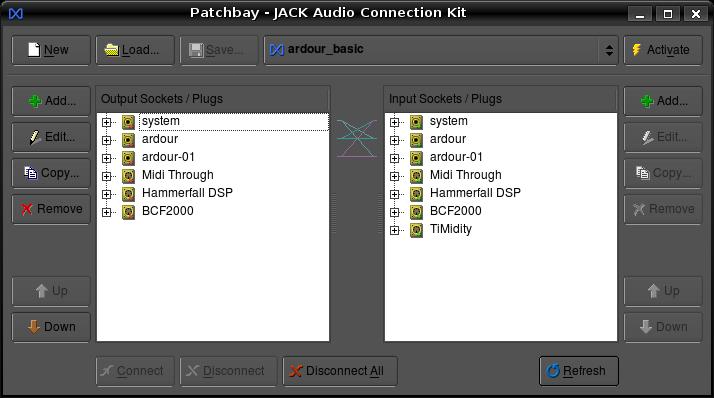 Patchbay - JACK Audio Connection Kit
New
Load...
Save...
ardour_basic
Activate
Add...
Edit...
Copy...
Remove
Up
Down
Output Sockets / Plugs
system
ardour
ardour-01
Midi Through
Hammerfall DSP
BCF2000
Input Sockets / Plugs
system
ardour
ardour-01
Midi Through
Hammerfall DSP
BCF2000
TiMidity
Add...
Edit...
Copy...
Remove
Up
Down
Connect
Disconnect
Disconnect All
Refresh